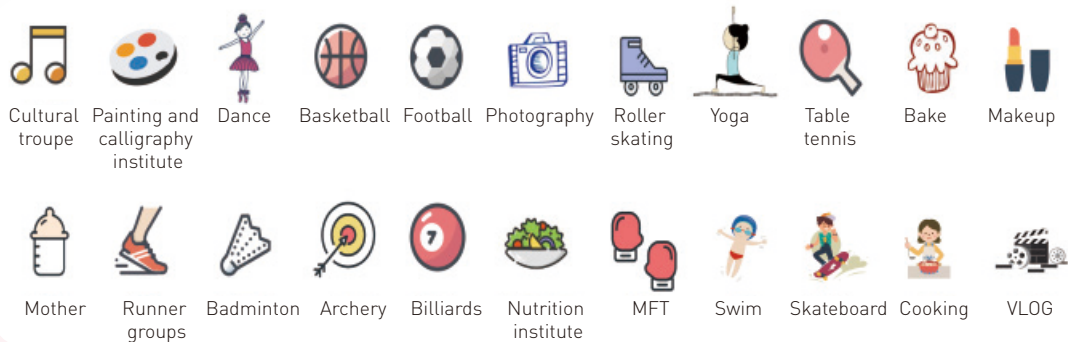 Cultural troupe
Painting and calligraphy institute
Dance
Basketball
Football
Photography
Roller skating
Yoga
Table tennis
Bake
Makeup
7
Mother
Runner groups
Badminton
Archery
Billiards
Nutrition institute
MFT
Swim
Skateboard
Cooking
VLOG